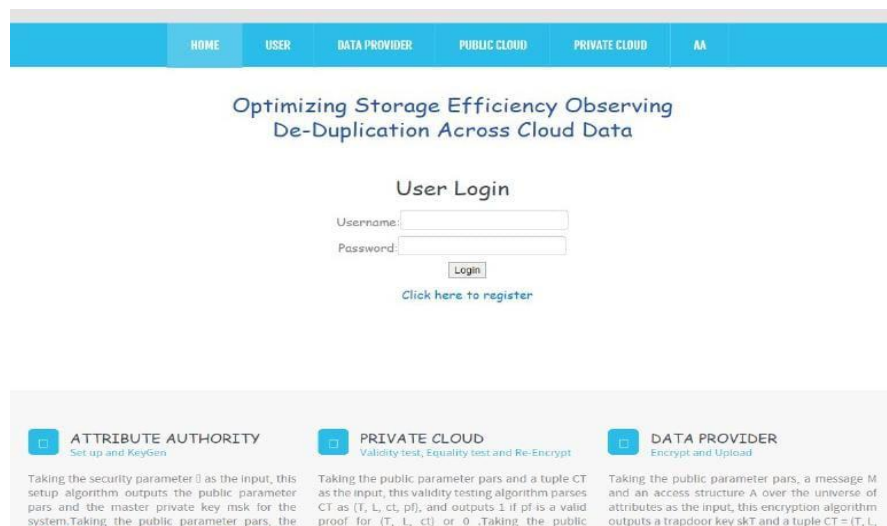 HOME USER DATA PROVIDER PUBLIC CLOUD PRIVATE CLOUD AA
Optimizing Storage Efficiency Observing
De-Duplication Across Cloud Data
User Login
Username:
Password:
Login
Click here to register
ATTRIBUTE AUTHORITY
Set up and KeyGen
Taking the security parameter 𝀀 as the input, this
setup algorithm outputs the public parameter
pars and the master private key msk for the
system.Taking the public parameter pars, the
PRIVATE CLOUD
Validity test, Equality test and Re-Encrypt
Taking the public parameter pars and a tuple CT
as the input, this validity testing algorithm parses
CT as (T, L, ct, pf), and outputs 1 if pf is a valid
proof for (T, L, ct) or 0 .Taking the public
DATA PROVIDER
Encrypt and Upload
Taking the public parameter pars, a message M
and an access structure A over the universe of
attributes as the input, this encryption algorithm
outputs a trapdoor key skT and a tuple CT = (T, L,